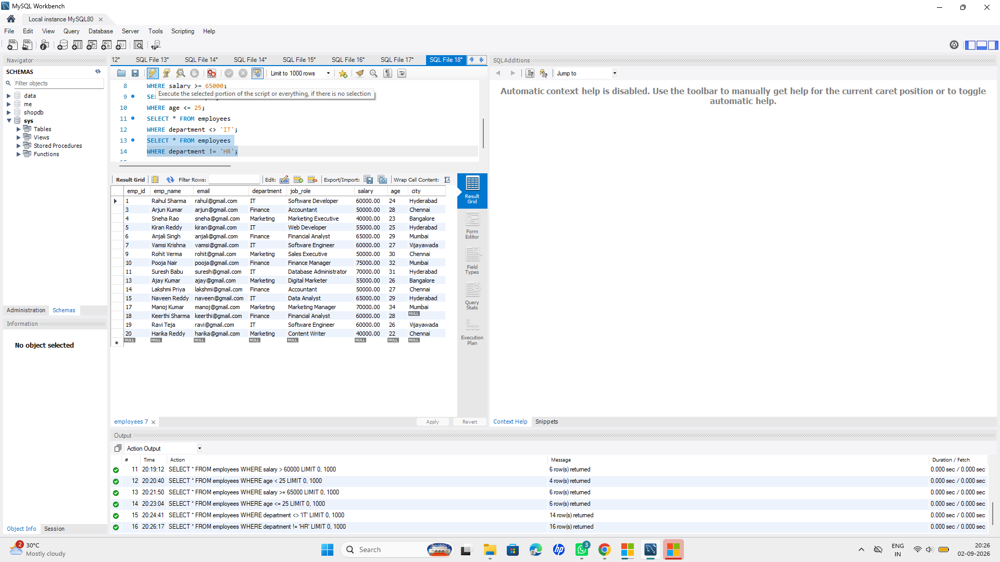 MySQL Workbench
Local instance MySQL80
File Edit View Query Database Server Tools Scripting Help
Navigator
SCHEMAS
Filter objects
data
me
shopdb
sys
Tables
Views
Stored Procedures
Functions
Administration Schemas
Information
No object selected
Object Info Session
12* SQL File 13* SQL File 14* SQL File 14* SQL File 15* SQL File 16* SQL File 17* SQL File 18*
Limit to 1000 rows
8 WHERE salary >= 65000;
9
Execute the selected portion of the script or everything, if there is no selection
10 WHERE age <= 25;
11 SELECT * FROM employees
12 WHERE department <> 'IT';
13 SELECT * FROM employees
14 WHERE department != 'HR';
Result Grid Filter Rows: Edit: Export/Import: Wrap Cell Content:
emp_id emp_name email department job_role salary age city
1 Rahul Sharma rahul@gmail.com IT Software Developer 60000.00 24 Hyderabad
3 Arjun Kumar arjun@gmail.com Finance Accountant 50000.00 28 Chennai
4 Sneha Rao sneha@gmail.com Marketing Marketing Executive 40000.00 23 Bangalore
5 Kiran Reddy kiran@gmail.com IT Web Developer 55000.00 25 Hyderabad
6 Anjali Singh anjali@gmail.com Finance Financial Analyst 65000.00 29 Mumbai
7 Vamsi Krishna vamsi@gmail.com IT Software Engineer 60000.00 27 Vijayawada
9 Rohit Verma rohit@gmail.com Marketing Sales Executive 50000.00 30 Chennai
10 Pooja Nair pooja@gmail.com Finance Finance Manager 75000.00 32 Mumbai
11 Suresh Babu suresh@gmail.com IT Database Administrator 70000.00 31 Hyderabad
13 Ajay Kumar ajay@gmail.com Marketing Digital Marketer 55000.00 26 Bangalore
14 Lakshmi Priya lakshmi@gmail.com Finance Accountant 50000.00 27 Chennai
15 Naveen Reddy naveen@gmail.com IT Data Analyst 65000.00 29 Hyderabad
17 Manoj Kumar manoj@gmail.com Marketing Marketing Manager 70000.00 34 Mumbai
18 Keerthi Sharma keerthi@gmail.com Finance Financial Analyst 60000.00 28 NULL
19 Ravi Teja ravi@gmail.com IT Software Engineer 60000.00 26 Vijayawada
20 Harika Reddy harika@gmail.com Marketing Content Writer 40000.00 22 Chennai
NULL NULL NULL NULL NULL NULL NULL NULL
Result Grid
Form Editor
Field Types
Query Stats
Execution Plan
employees 7 Apply Revert
SQLAdditions
Jump to
Automatic context help is disabled. Use the toolbar to manually get help for the current caret position or to toggle
automatic help.
Context Help Snippets
Output
Action Output
# Time Action Message Duration / Fetch
11 20:19:12 SELECT * FROM employees WHERE salary > 60000 LIMIT 0, 1000 6 row(s) returned 0.000 sec / 0.000 sec
12 20:20:40 SELECT * FROM employees WHERE age < 25 LIMIT 0, 1000 4 row(s) returned 0.000 sec / 0.000 sec
13 20:21:50 SELECT * FROM employees WHERE salary >= 65000 LIMIT 0, 1000 6 row(s) returned 0.000 sec / 0.000 sec
14 20:23:04 SELECT * FROM employees WHERE age <= 25 LIMIT 0, 1000 6 row(s) returned 0.000 sec / 0.000 sec
15 20:24:41 SELECT * FROM employees WHERE department <> 'IT' LIMIT 0, 1000 14 row(s) returned 0.000 sec / 0.000 sec
16 20:26:17 SELECT * FROM employees WHERE department != 'HR' LIMIT 0, 1000 16 row(s) returned 0.000 sec / 0.000 sec
2
30°C
Mostly cloudy
Search
hp
3
ENG
IN
20:26
02-09-2026